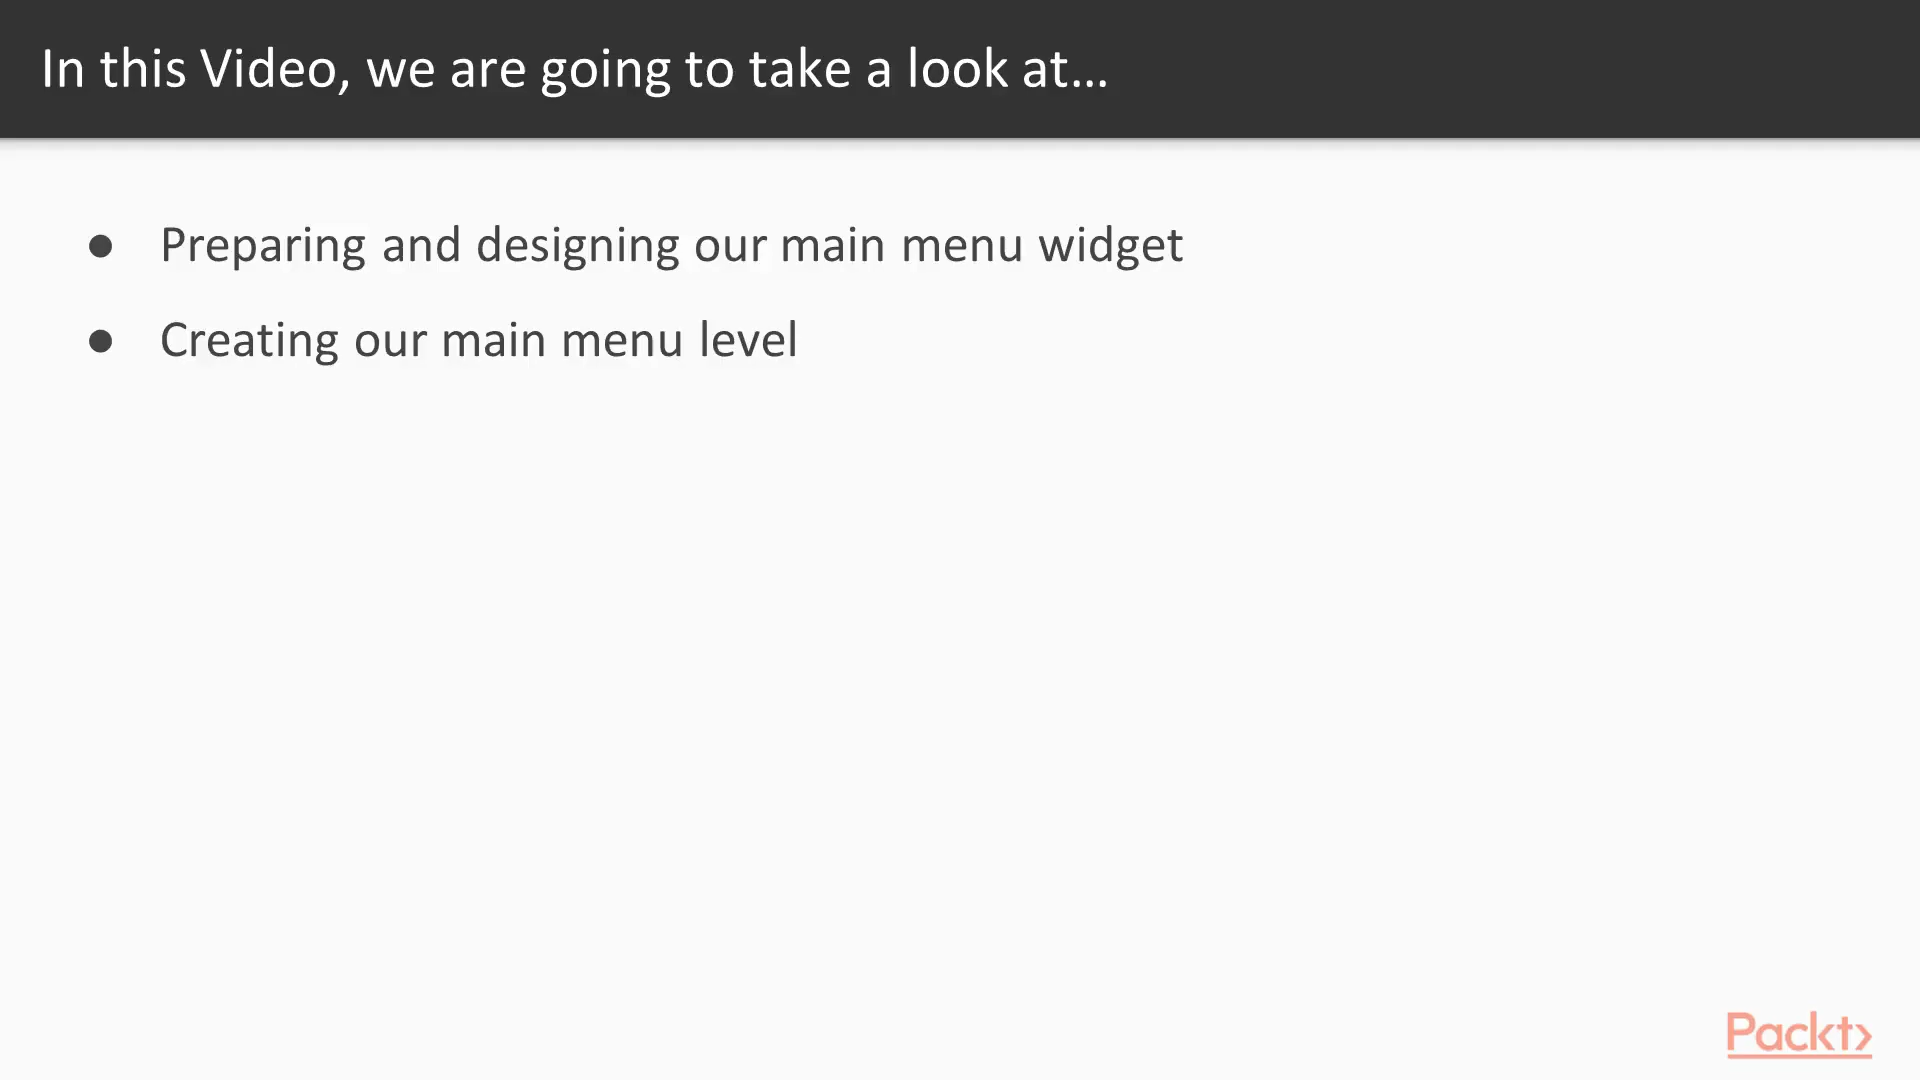 In this Video, we are going to take a look at...
● Preparing and designing our main menu widget
● Creating our main menu level
Packt>